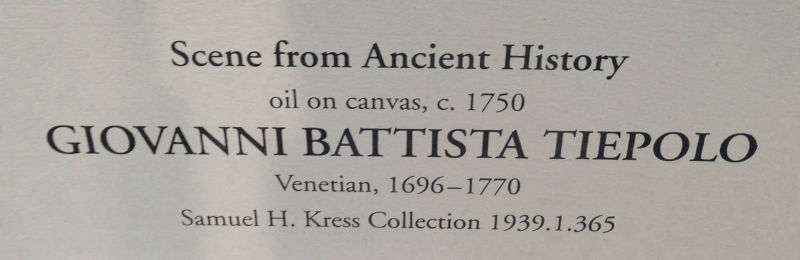 Scene from Ancient History
oil on canvas, c. 1750
GIOVANNI BATTISTA TIEPOLO
Venetian, 1696–1770
Samuel H. Kress Collection 1939.1.365